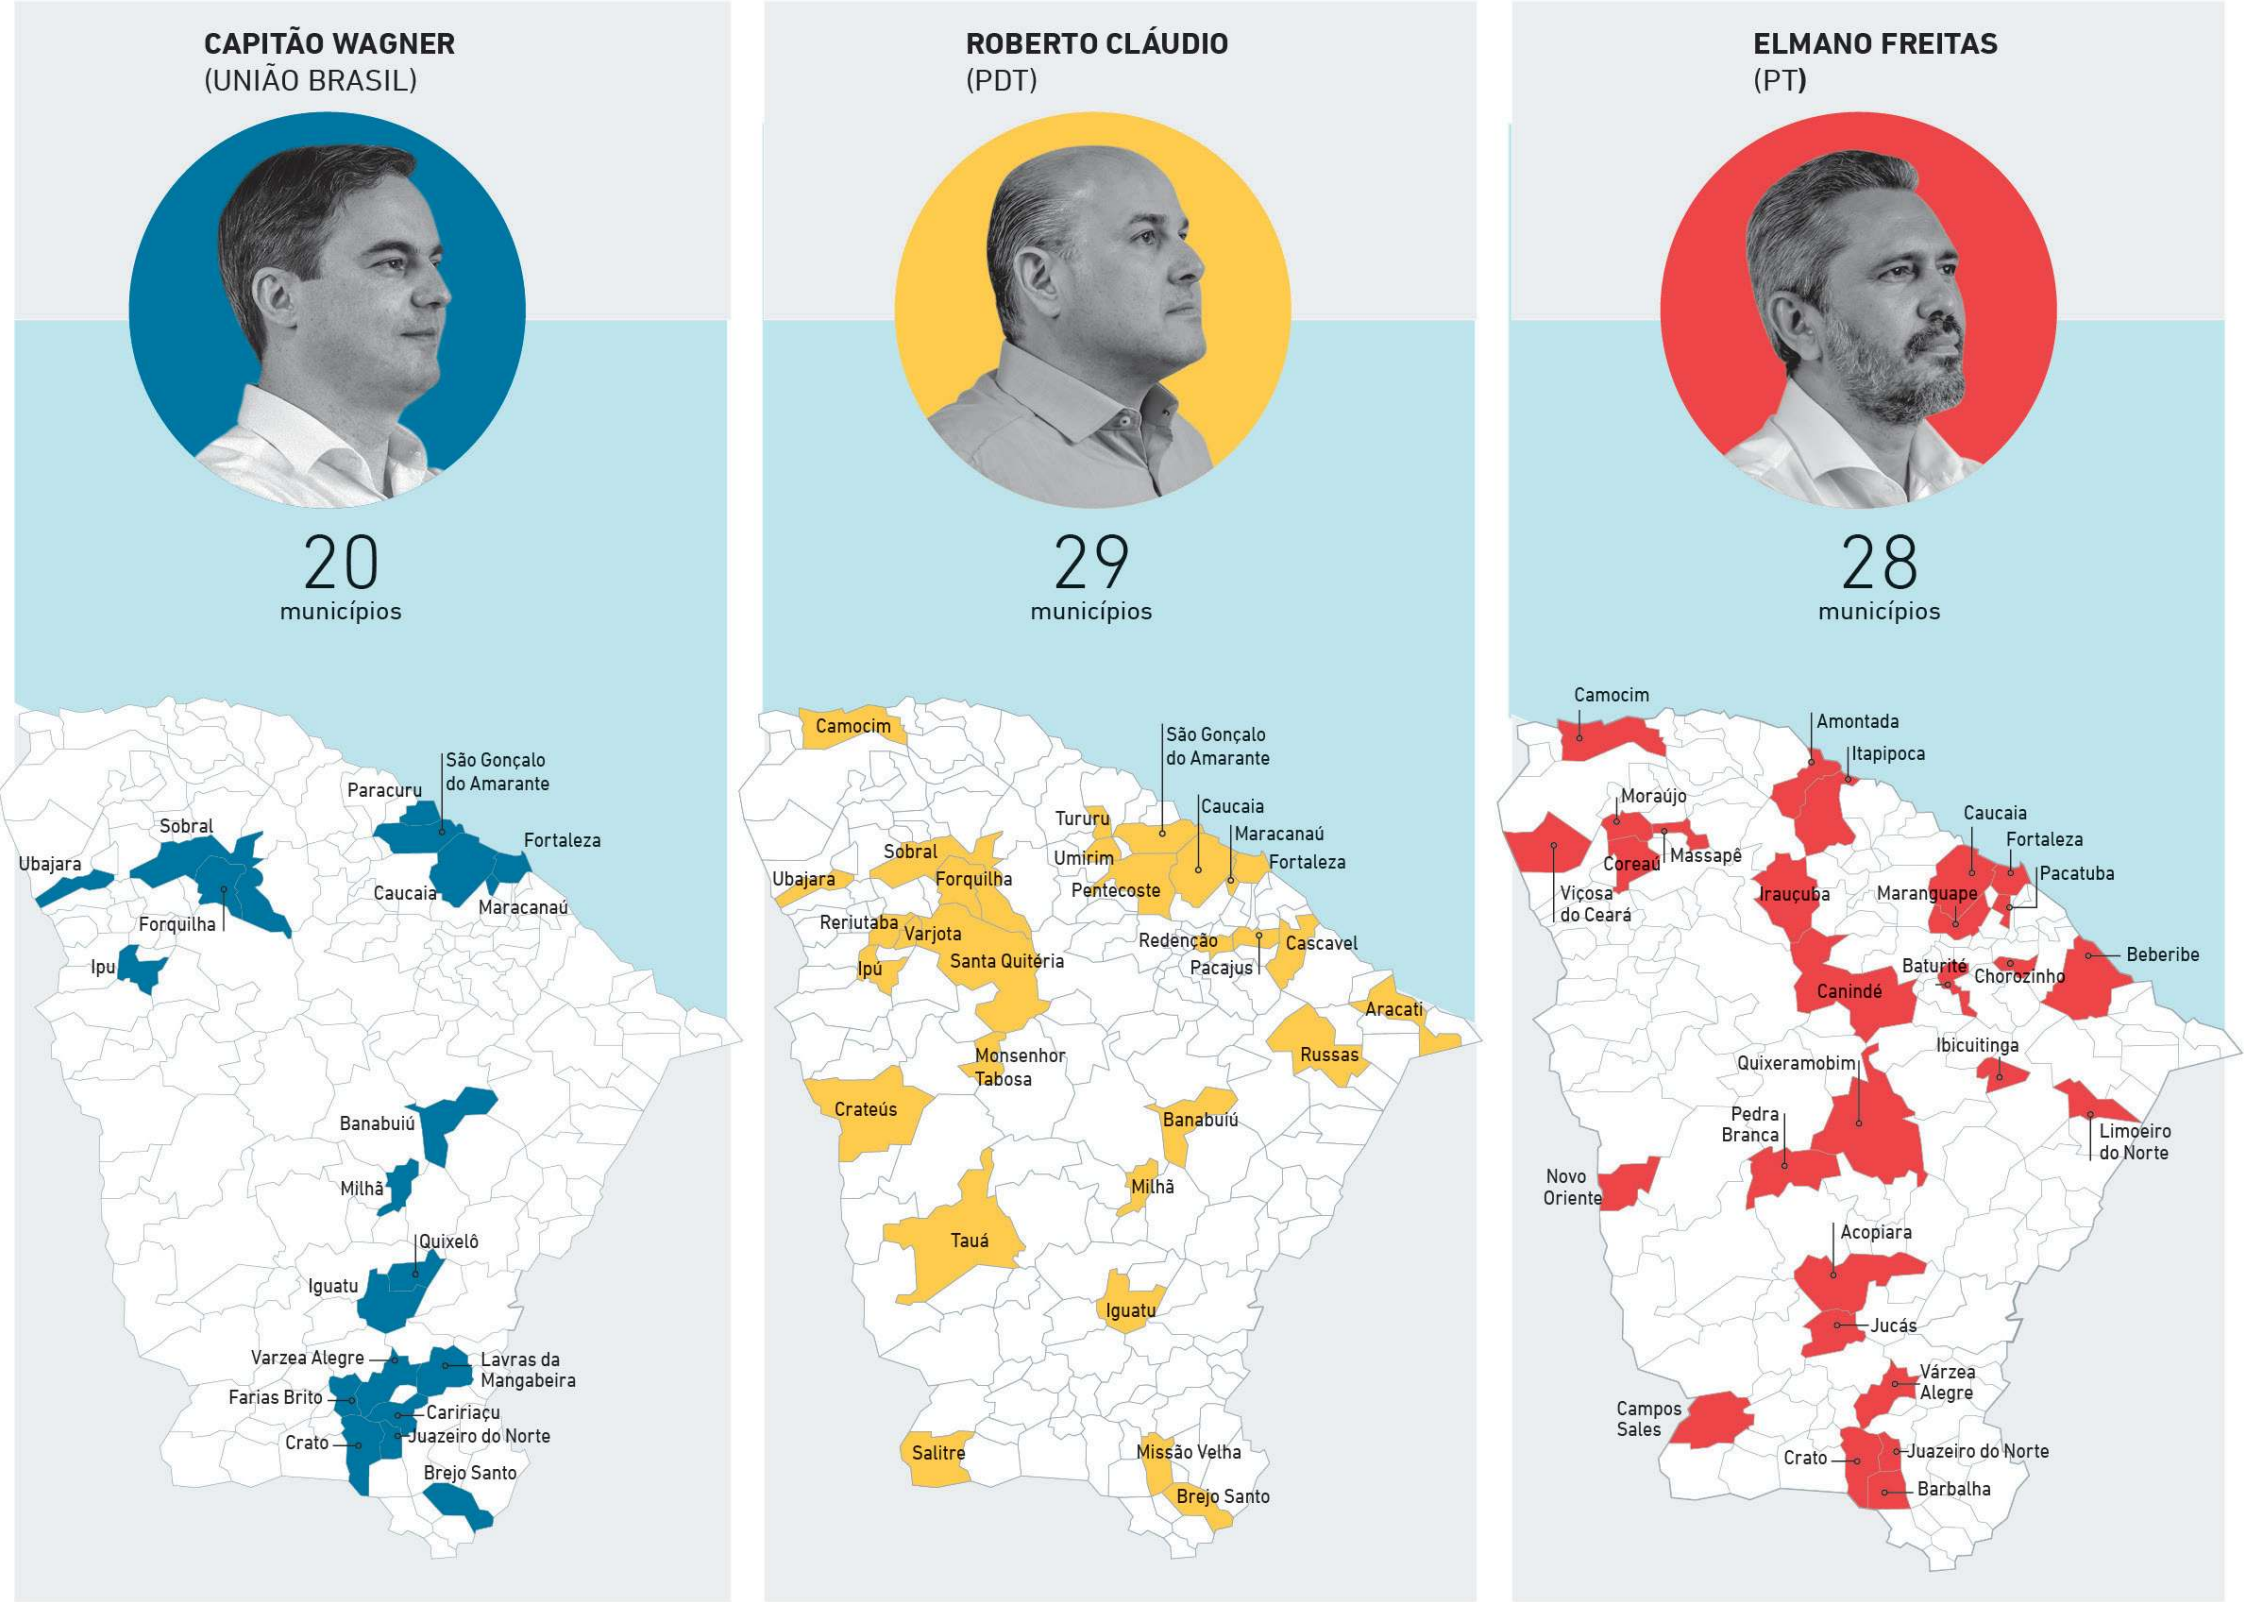 CAPITÃO WAGNER
(UNIÃO BRASIL)
20
municípios
São Gonçalo
do Amarante
Paracuru
Sobral
Fortaleza
Ubajara
Caucaia
Maracanaú
Forquilha
Ipu
Banabuiú
Milhã
Quixelô
Iguatu
Varzea Alegre
Lavras da
Mangabeira
Farias Brito
Caririaçu
Juazeiro do Norte
Crato
Brejo Santo
ROBERTO CLÁUDIO
(PDT)
29
municípios
Camocim
São Gonçalo
do Amarante
Caucaia
Tururu
Maracanaú
Sobral
Umirim
Fortaleza
Ubajara
Forquilha
Pentecoste
Reriutaba
Varjota
Redenção
Cascavel
Ipú
Santa Quitéria
Pacajus
Aracati
Monsenhor
Tabosa
Russas
Crateús
Banabuiú
Milhã
Tauá
Iguatu
Salitre
Missão Velha
Brejo Santo
ELMANO FREITAS
(PT)
28
municípios
Camocim
Amontada
Itapipoca
Moraújo
Caucaia
Fortaleza
Coreaú
Massapê
Pacatuba
Viçosa
do Ceará
Irauçuba
Maranguape
Beberibe
Baturité
Chorozinho
Canindé
Ibicuitinga
Quixeramobim
Pedra
Branca
Limoeiro
do Norte
Novo
Oriente
Acopiara
Jucás
Várzea
Alegre
Campos
Sales
Juazeiro do Norte
Crato
Barbalha